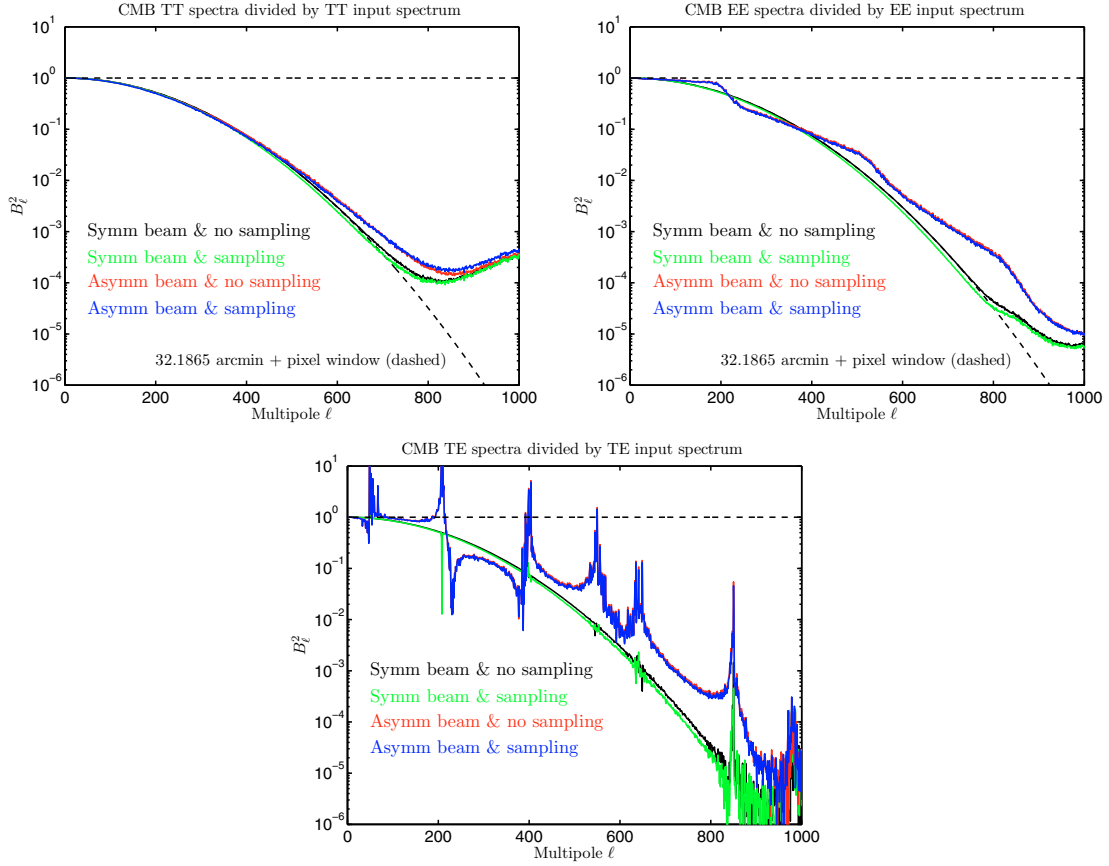 CMB TT spectra divided by TT input spectrum
10^1
10^0
10^-1
10^-2
10^-3
10^-4
10^-5
10^-6
B_ℓ^2
Symm beam & no sampling
Symm beam & sampling
Asymm beam & no sampling
Asymm beam & sampling
32.1865 arcmin + pixel window (dashed)
0 200 400 600 800 1000
Multipole ℓ
CMB EE spectra divided by EE input spectrum
10^1
10^0
10^-1
10^-2
10^-3
10^-4
10^-5
10^-6
B_ℓ^2
Symm beam & no sampling
Symm beam & sampling
Asymm beam & no sampling
Asymm beam & sampling
32.1865 arcmin + pixel window (dashed)
0 200 400 600 800 1000
Multipole ℓ
CMB TE spectra divided by TE input spectrum
10^1
10^0
10^-1
10^-2
10^-3
10^-4
10^-5
10^-6
B_ℓ^2
Symm beam & no sampling
Symm beam & sampling
Asymm beam & no sampling
Asymm beam & sampling
0 200 400 600 800 1000
Multipole ℓ